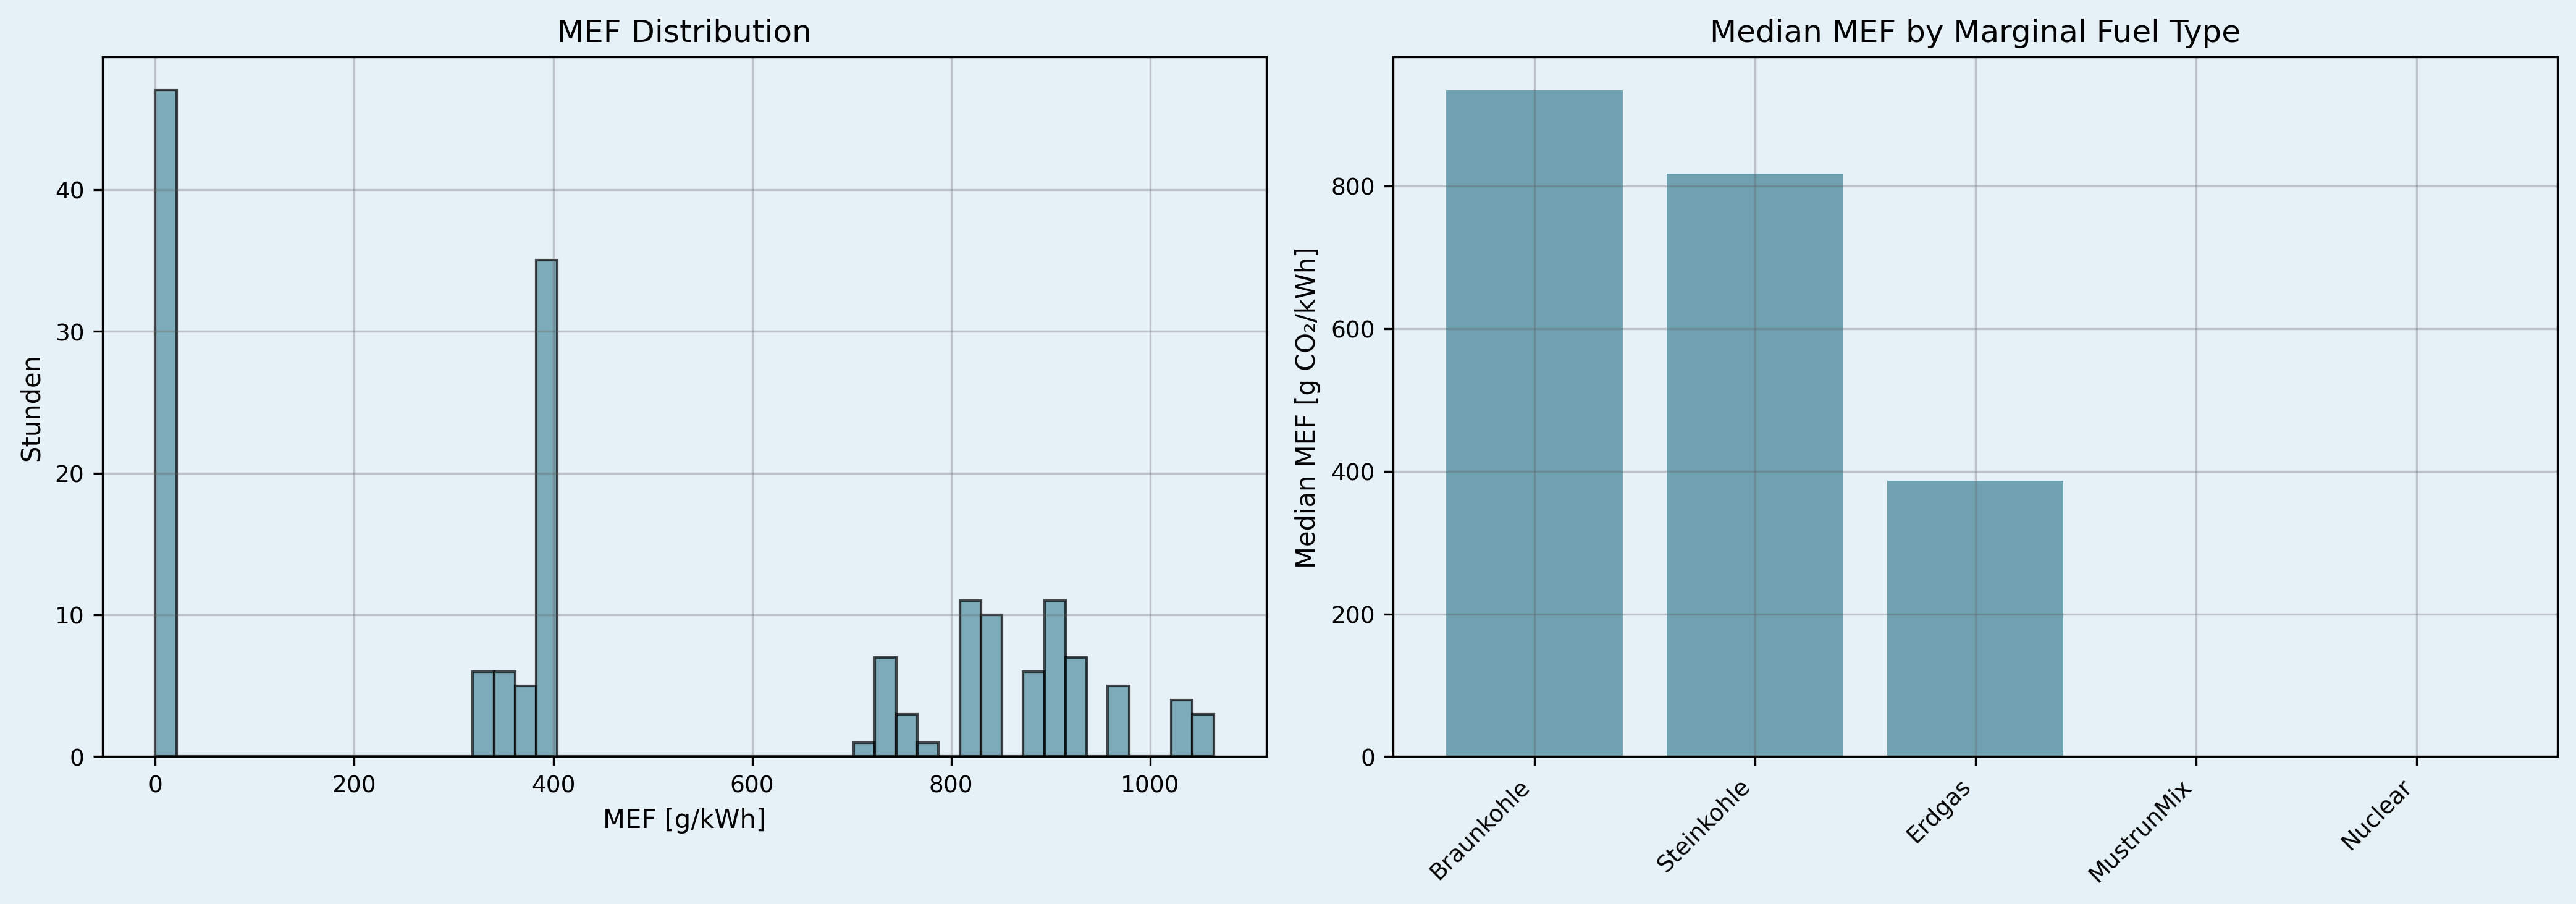 MEF Distribution
Stunden
40
30
20
10
0
0 200 400 600 800 1000
MEF [g/kWh]
Median MEF by Marginal Fuel Type
Median MEF [g CO₂/kWh]
800
600
400
200
0
Braunkohle
Steinkohle
Erdgas
MustrunMix
Nuclear